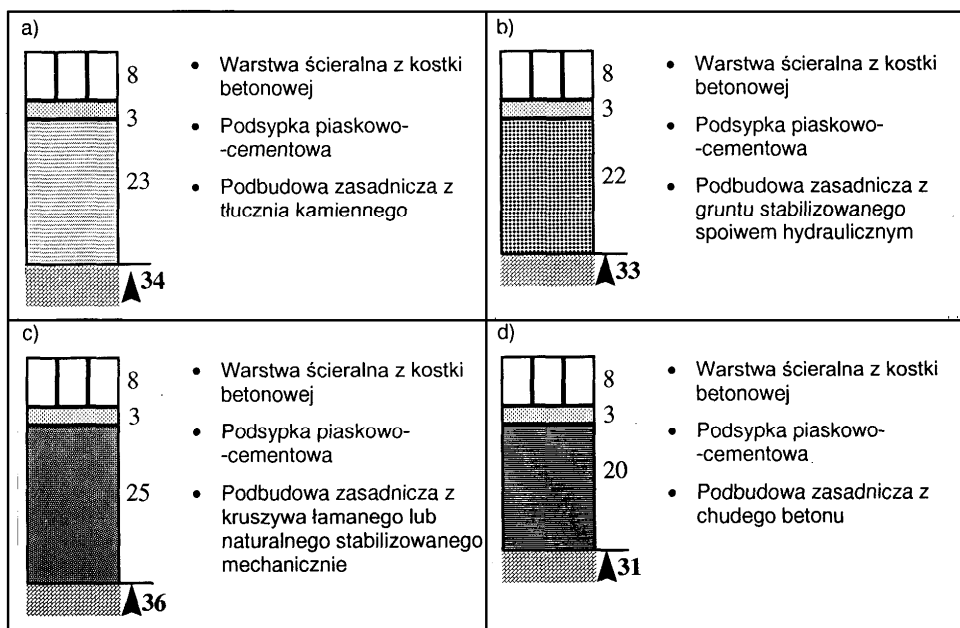 a)
8
3
23
34
• Warstwa ścieralna z kostki
betonowej
• Podsypka piaskowo-
-cementowa
• Podbudowa zasadnicza z
tłucznia kamiennego
b)
8
3
22
33
• Warstwa ścieralna z kostki
betonowej
• Podsypka piaskowo-
-cementowa
• Podbudowa zasadnicza z
gruntu stabilizowanego
spoiwem hydraulicznym
c)
8
3
25
36
• Warstwa ścieralna z kostki
betonowej
• Podsypka piaskowo-
-cementowa
• Podbudowa zasadnicza z
kruszywa łamanego lub
naturalnego stabilizowanego
mechanicznie
d)
8
3
20
31
• Warstwa ścieralna z kostki
betonowej
• Podsypka piaskowo-
-cementowa
• Podbudowa zasadnicza z
chudego betonu